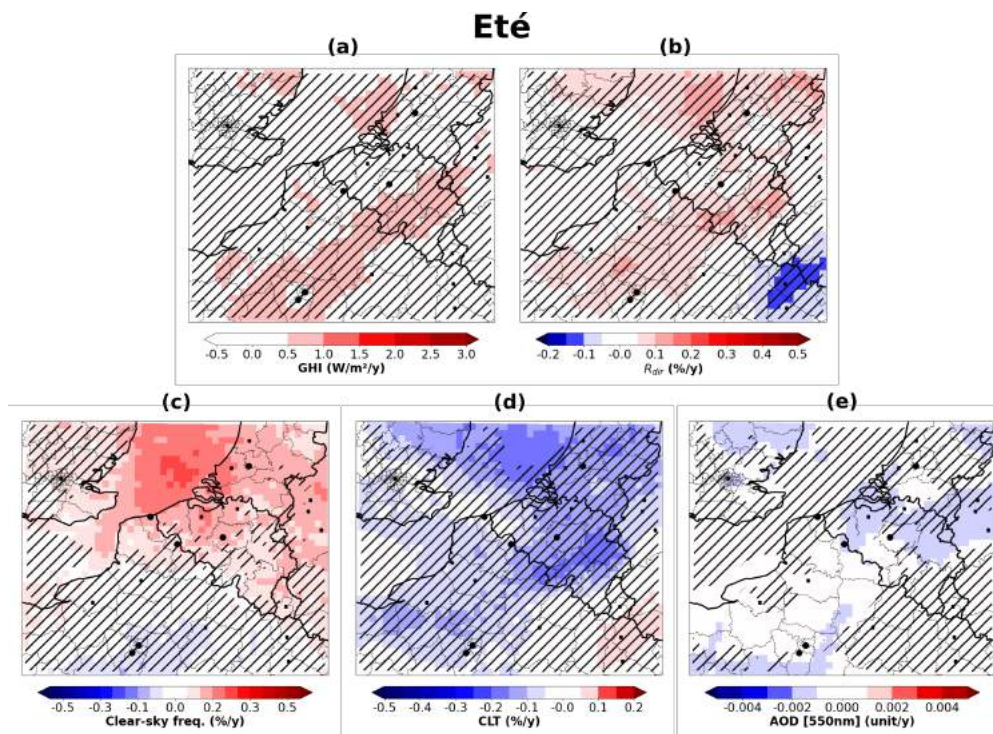 Eté
(a)
(b)
-0.5 0.0 0.5 1.0 1.5 2.0 2.5 3.0
GHI (W/m²/y)
-0.2 -0.1 -0.0 0.1 0.2 0.3 0.4 0.5
R_dir (%/y)
(c)
(d)
(e)
-0.5 -0.3 -0.1 0.0 0.2 0.3 0.5
Clear-sky freq. (%/y)
-0.5 -0.4 -0.2 -0.1 0.0 0.1 0.2
CLT (%/y)
-0.004 -0.002 0.000 0.002 0.004
AOD [550nm] (unit/y)